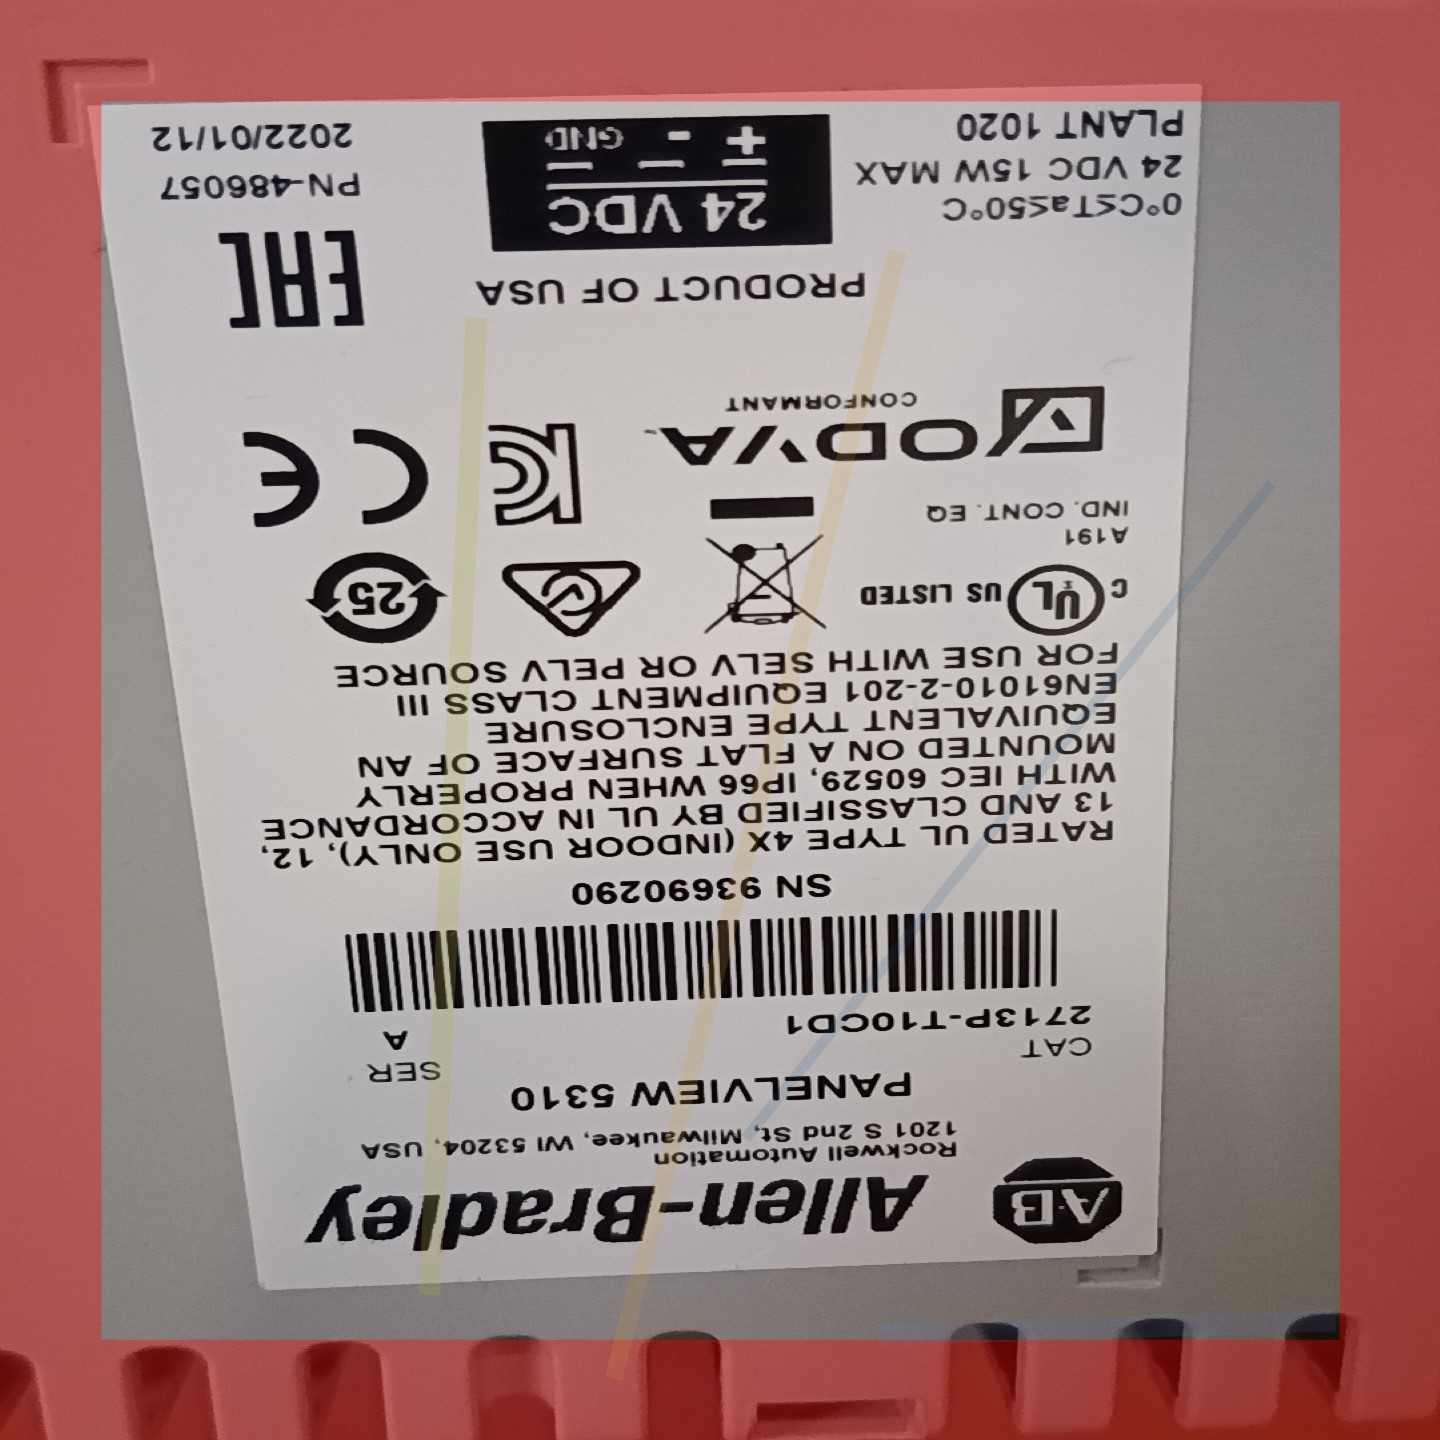 A·B Allen-Bradley
Rockwell Automation
1201 S 2nd St, Milwaukee, WI 53204, USA
PANELVIEW 5310
CAT SER
2713P-T10CD1 A
SN 93690290
RATED UL TYPE 4X (INDOOR USE ONLY), 12,
13 AND CLASSIFIED BY UL IN ACCORDANCE
WITH IEC 60529, IP66 WHEN PROPERLY
MOUNTED ON A FLAT SURFACE OF AN
EQUIVALENT TYPE ENCLOSURE
EN61010-2-201 EQUIPMENT CLASS III
FOR USE WITH SELV OR PELV SOURCE
C UL US LISTED 25
A191
IND. CONT. EQ
ODVA KC CE
CONFORMANT
PRODUCT OF USA
EAC
0°C≤Ta≤50°C 24 VDC PN-486057
24 VDC 15W MAX + - GND 2022/01/12
PLANT 1020